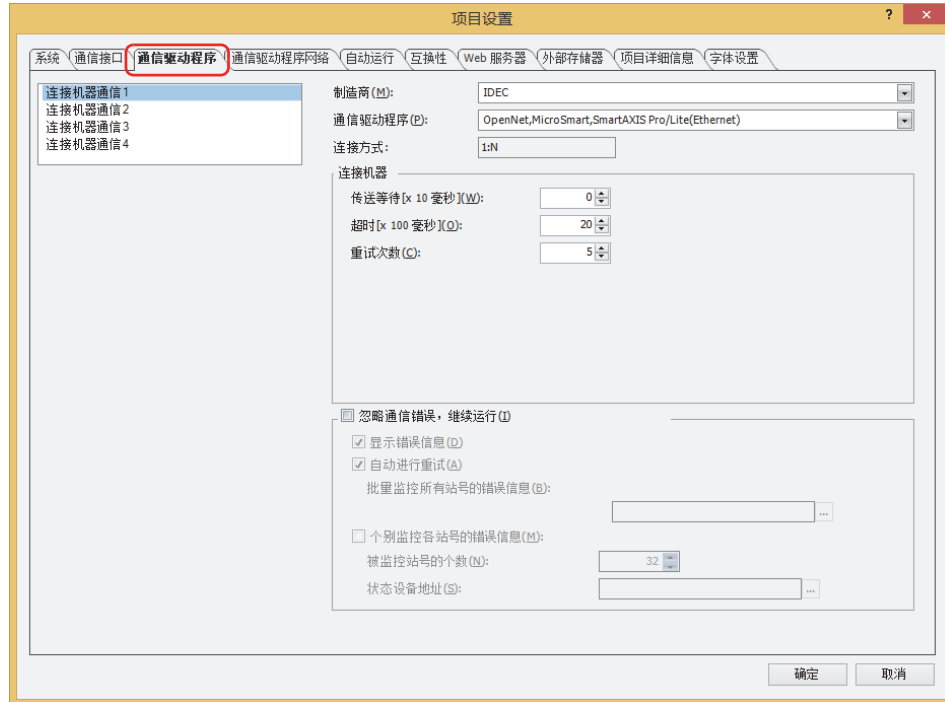 项目设置
? ×
系统 通信接口 通信驱动程序 通信驱动程序网络 自动运行 互换性 Web 服务器 外部存储器 项目详细信息 字体设置
连接机器通信1
连接机器通信2
连接机器通信3
连接机器通信4
制造商(M): IDEC
通信驱动程序(P): OpenNet,MicroSmart,SmartAXIS Pro/Lite(Ethernet)
连接方式: 1:N
连接机器
传送等待[x 10 毫秒](W): 0
超时[x 100 毫秒](O): 20
重试次数(C): 5
忽略通信错误，继续运行(I)
显示错误信息(D)
自动进行重试(A)
批量监控所有站号的错误信息(B):
...
个别监控各站号的错误信息(M):
被监控站号的个数(N): 32
状态设备地址(S): ...
确定 取消